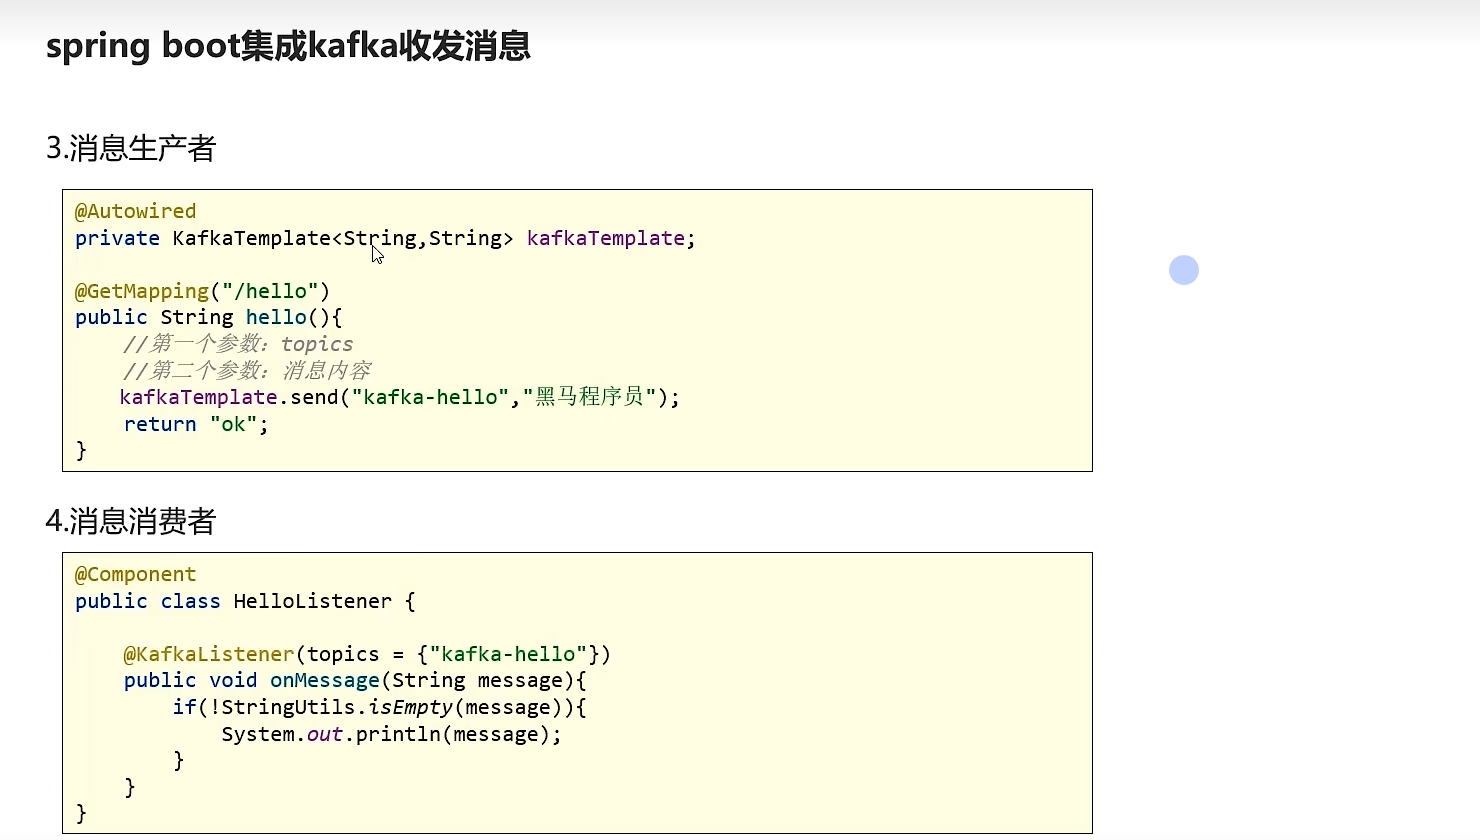 spring boot集成kafka收发消息
3.消息生产者
@Autowired
private KafkaTemplate<String,String> kafkaTemplate;
@GetMapping("/hello")
public String hello(){
//第一个参数：topics
//第二个参数：消息内容
kafkaTemplate.send("kafka-hello","黑马程序员");
return "ok";
}
4.消息消费者
@Component
public class HelloListener {
@KafkaListener(topics = {"kafka-hello"})
public void onMessage(String message){
if(!StringUtils.isEmpty(message)){
System.out.println(message);
}
}
}